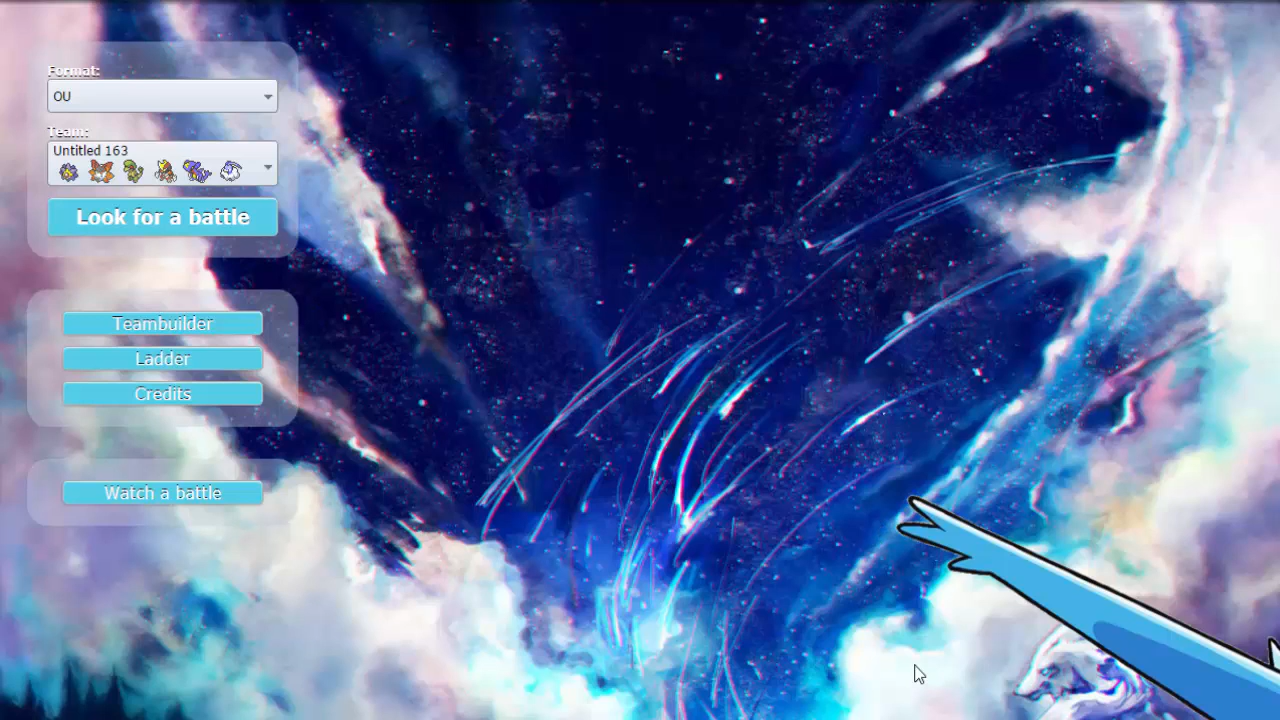 Format:
OU
Team:
Untitled 163
Look for a battle
Teambuilder
Ladder
Credits
Watch a battle